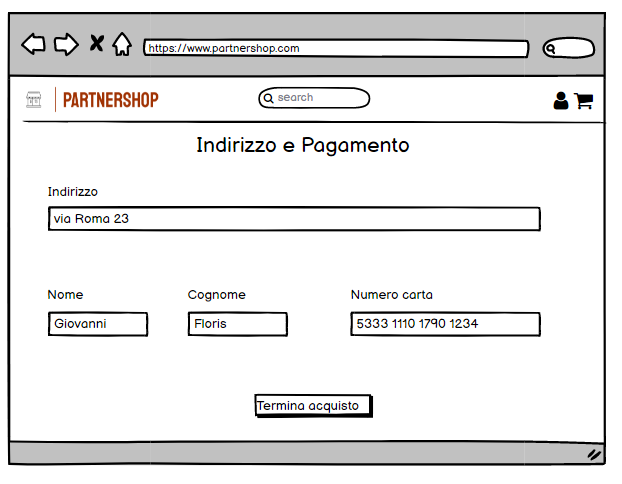 https://www.partnershop.com
PARTNERSHOP
search
Indirizzo e Pagamento
Indirizzo
via Roma 23
Nome Cognome Numero carta
Giovanni Floris 5333 1110 1790 1234
Termina acquisto